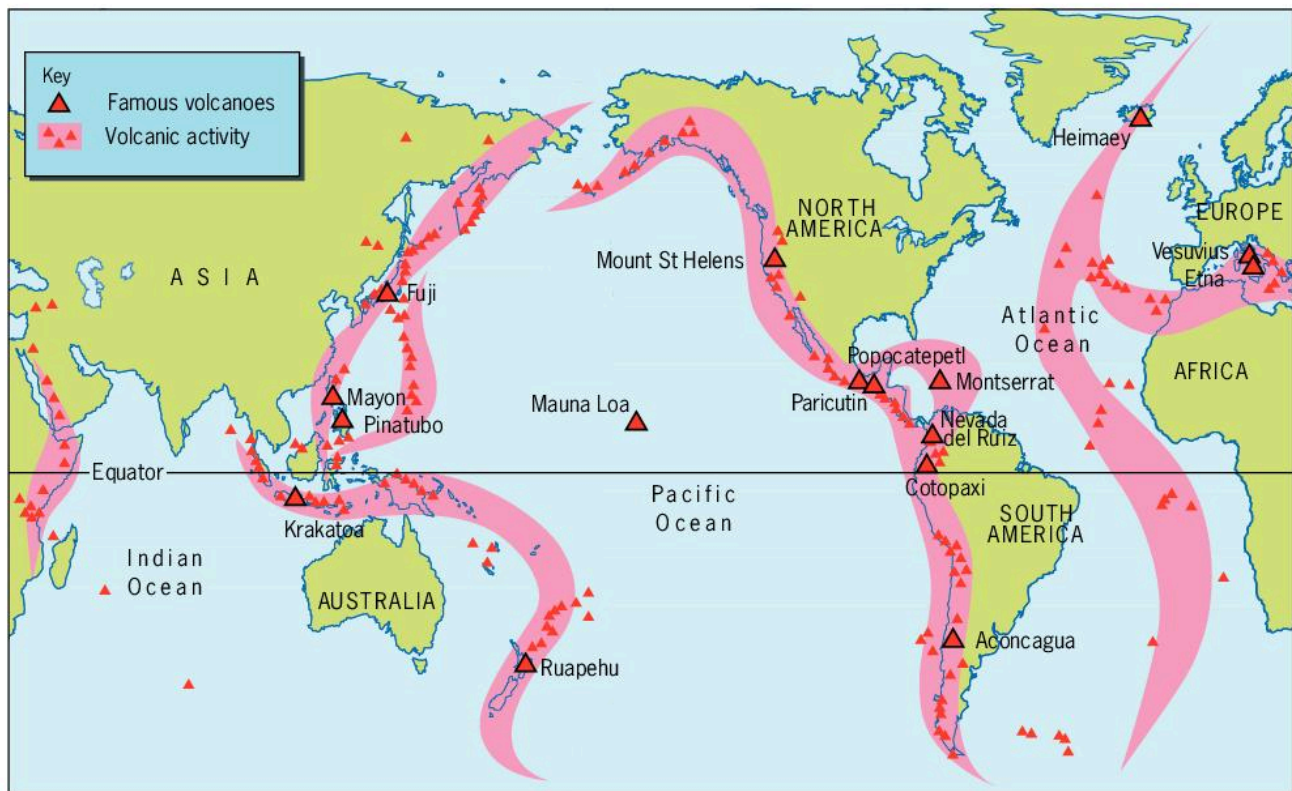 Key
Famous volcanoes
Volcanic activity
Heimaey
NORTH
AMERICA
EUROPE
Mount St Helens
Vesuvius
Etna
A S I A
Fuji
Atlantic
Ocean
Popocatepetl
AFRICA
Montserrat
Mayon
Paricutin
Mauna Loa
Pinatubo
Nevada
del Ruiz
Equator
Cotopaxi
Pacific
Ocean
SOUTH
AMERICA
Krakatoa
Indian
Ocean
AUSTRALIA
Aconcagua
Ruapehu